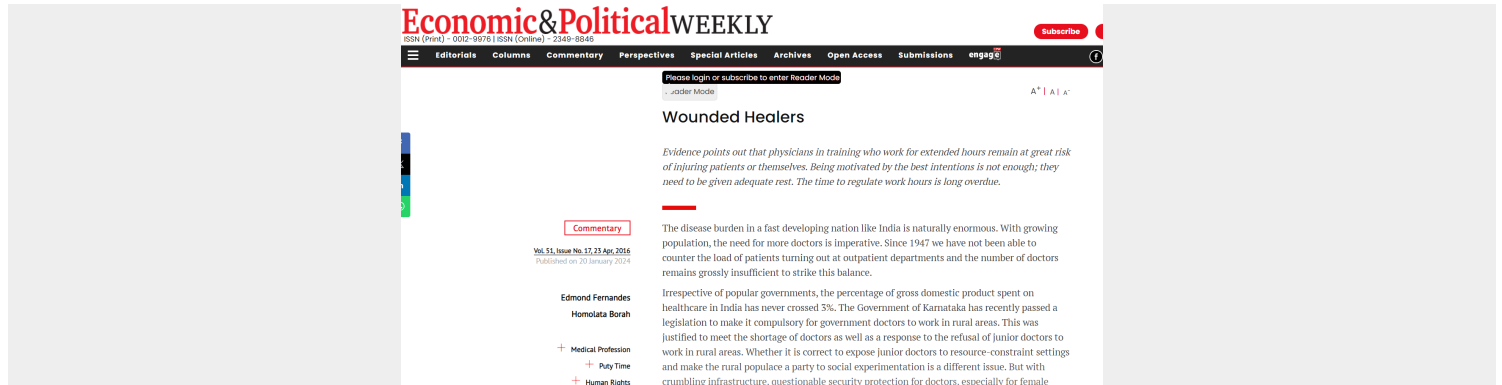 Economic&PoliticalWEEKLY
ISSN (Print) - 0012-9976 | ISSN (Online) - 2349-8846
Subscribe
Editorials Columns Commentary Perspectives Special Articles Archives Open Access Submissions engage
Please login or subscribe to enter Reader Mode
Mode
A+ | A | A-
Wounded Healers
Evidence points out that physicians in training who work for extended hours remain at great risk
of injuring patients or themselves. Being motivated by the best intentions is not enough; they
need to be given adequate rest. The time to regulate work hours is long overdue.
Commentary
Vol. 51, Issue No. 17, 23 Apr, 2016
Published on 20 January 2024
Edmond Fernandes
Homolata Borah
Medical Profession
Puty Time
Human Rights
The disease burden in a fast developing nation like India is naturally enormous. With growing
population, the need for more doctors is imperative. Since 1947 we have not been able to
counter the load of patients turning out at outpatient departments and the number of doctors
remains grossly insufficient to strike this balance.
Irrespective of popular governments, the percentage of gross domestic product spent on
healthcare in India has never crossed 3%. The Government of Karnataka has recently passed a
legislation to make it compulsory for government doctors to work in rural areas. This was
justified to meet the shortage of doctors as well as a response to the refusal of junior doctors to
work in rural areas. Whether it is correct to expose junior doctors to resource-constraint settings
and make the rural populace a party to social experimentation is a different issue. But with
crumbling infrastructure, questionable security protection for doctors, especially for female